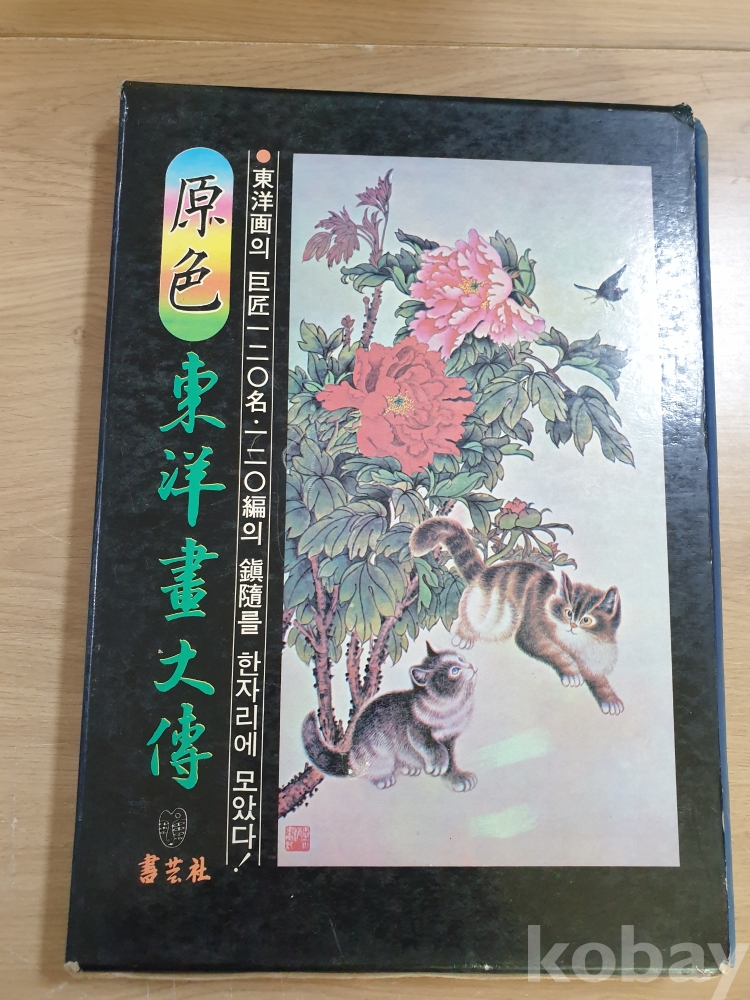 原色
東洋畫大傳
書芸社
東洋画의 巨匠一二〇名·一二〇編의 鎭隨를 한자리에 모았다!
kobay